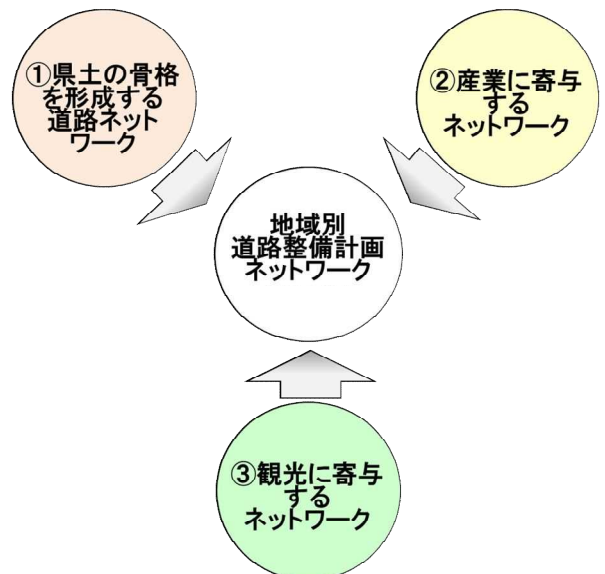 ①県土の骨格
を形成する
道路ネット
ワーク
②産業に寄与
する
ネットワーク
地域別
道路整備計画
ネットワーク
③観光に寄与
する
ネットワーク